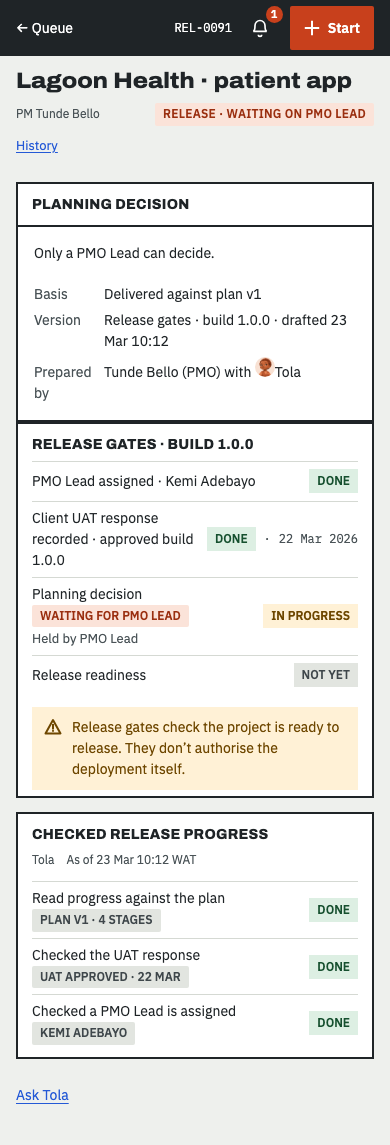 ← Queue
REL-0091
1
Start
Lagoon Health · patient app
PM Tunde Bello
RELEASE · WAITING ON PMO LEAD
History
PLANNING DECISION
Only a PMO Lead can decide.
Basis Delivered against plan v1
Version Release gates · build 1.0.0 · drafted 23
Mar 10:12
Prepared Tunde Bello (PMO) with Tola
by
RELEASE GATES · BUILD 1.0.0
PMO Lead assigned · Kemi Adebayo DONE
Client UAT response
recorded · approved build DONE · 22 Mar 2026
1.0.0
Planning decision
WAITING FOR PMO LEAD IN PROGRESS
Held by PMO Lead
Release readiness NOT YET
Release gates check the project is ready to
release. They don’t authorise the
deployment itself.
CHECKED RELEASE PROGRESS
Tola As of 23 Mar 10:12 WAT
Read progress against the plan
PLAN V1 · 4 STAGES DONE
Checked the UAT response
UAT APPROVED · 22 MAR DONE
Checked a PMO Lead is assigned
KEMI ADEBAYO DONE
Ask Tola